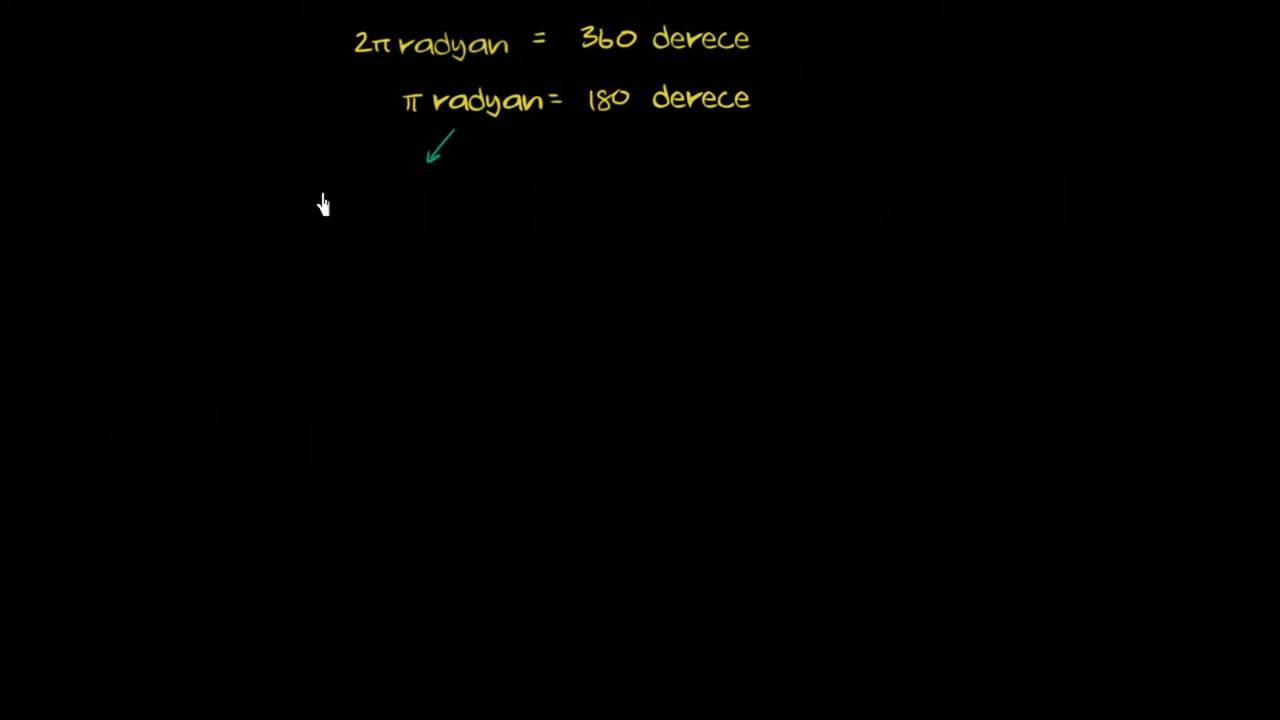 2π radyan = 360 derece
π radyan = 180 derece